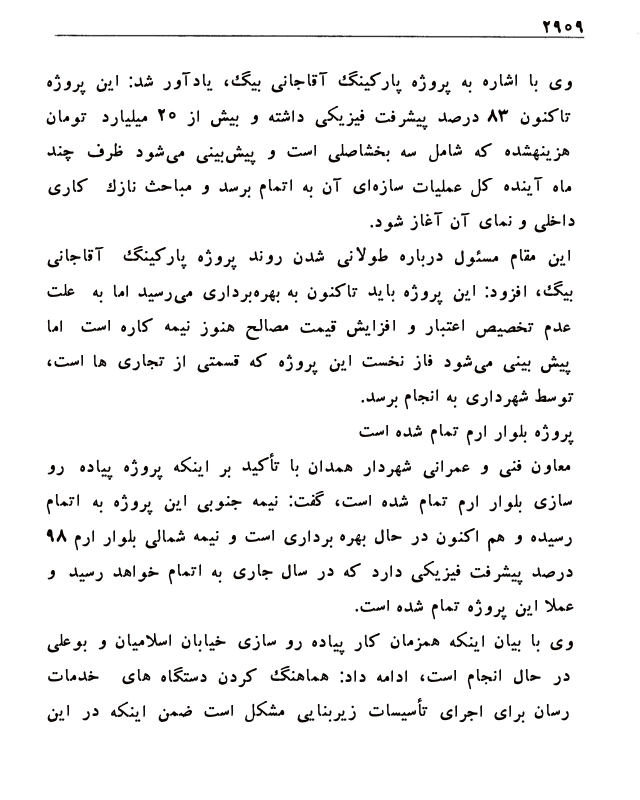 ۲۹۵۹
وی با اشاره به پروژه پارکینگ آقاجانی بیگ، یادآور شد: این پروژه
تاکنون ۸۳ درصد پیشرفت فیزیکی داشته و بیش از ۲۵ میلیارد تومان
هزینهشده که شامل سه بخشاصلی است و پیش‌بینی می‌شود ظرف چند
ماه آینده کل عملیات سازه‌ای آن به اتمام برسد و مباحث نازک کاری
داخلی و نمای آن آغاز شود.
این مقام مسئول درباره طولانی شدن روند پروژه پارکینگ آقاجانی
بیگ، افزود: این پروژه باید تاکنون به بهره‌برداری می‌رسید اما به علت
عدم تخصیص اعتبار و افزایش قیمت مصالح هنوز نیمه کاره است اما
پیش بینی می‌شود فاز نخست این پروژه که قسمتی از تجاری ها است،
توسط شهرداری به انجام برسد.
پروژه بلوار ارم تمام شده است
معاون فنی و عمرانی شهردار همدان با تأکید بر اینکه پروژه پیاده رو
سازی بلوار ارم تمام شده است، گفت: نیمه جنوبی این پروژه به اتمام
رسیده و هم اکنون در حال بهره برداری است و نیمه شمالی بلوار ارم ۹۸
درصد پیشرفت فیزیکی دارد که در سال جاری به اتمام خواهد رسید و
عملا این پروژه تمام شده است.
وی با بیان اینکه همزمان کار پیاده رو سازی خیابان اسلامیان و بوعلی
در حال انجام است، ادامه داد: هماهنگ کردن دستگاه های خدمات
رسان برای اجرای تأسیسات زیربنایی مشکل است ضمن اینکه در این